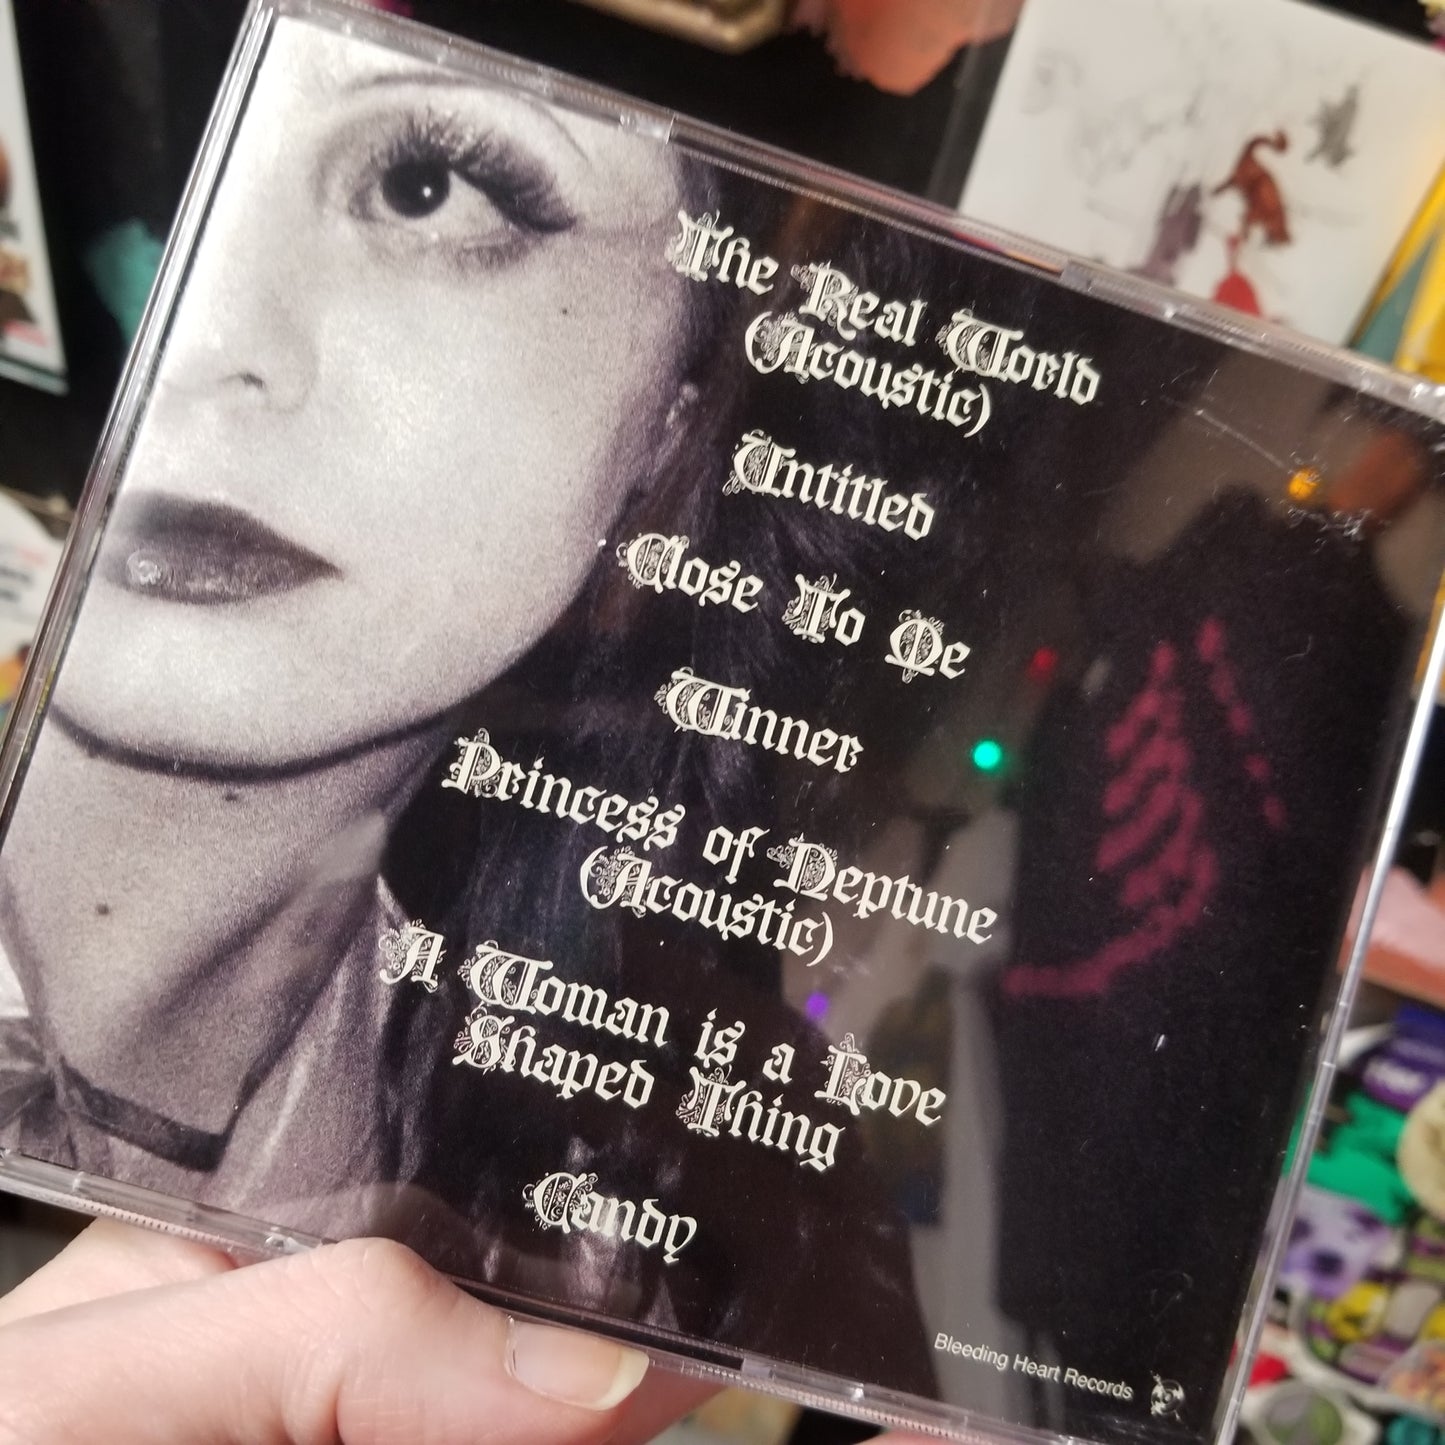 The Real World
(Acoustic)
Untitled
Close To Me
Winner
Princess of Neptune
(Acoustic)
A Woman is a Love
Shaped Thing
Candy
Bleeding Heart Records